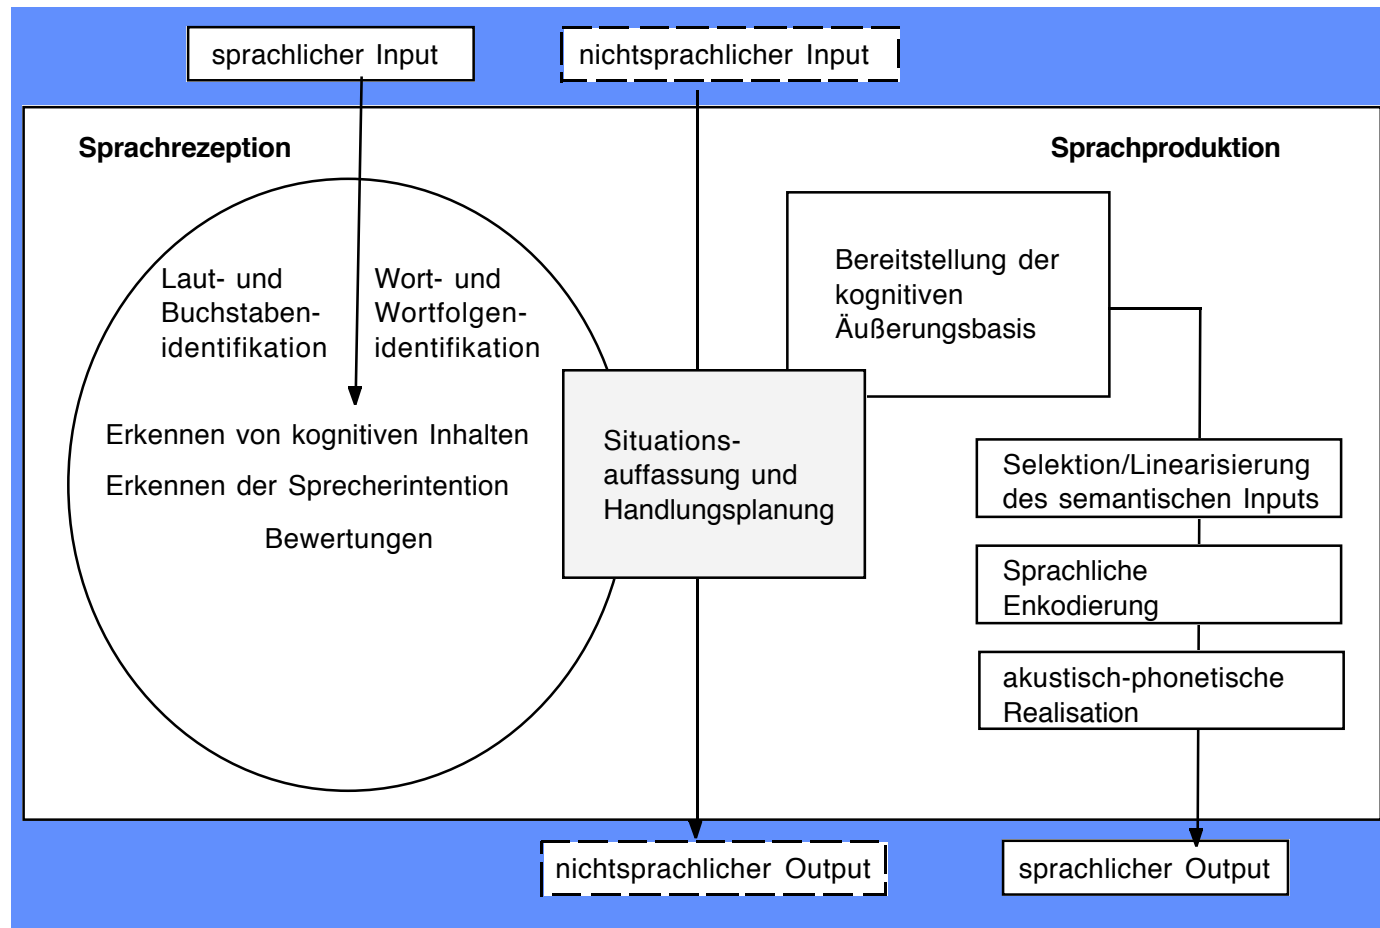 sprachlicher Input
nichtsprachlicher Input
Sprachrezeption
Sprachproduktion
Laut- und
Buchstaben-
identifikation
Wort- und
Wortfolgen-
identifikation
Erkennen von kognitiven Inhalten
Erkennen der Sprecherintention
Bewertungen
Situations-
auffassung und
Handlungsplanung
Bereitstellung der
kognitiven
Äußerungsbasis
Selektion/Linearisierung
des semantischen Inputs
Sprachliche
Enkodierung
akustisch-phonetische
Realisation
nichtsprachlicher Output
sprachlicher Output